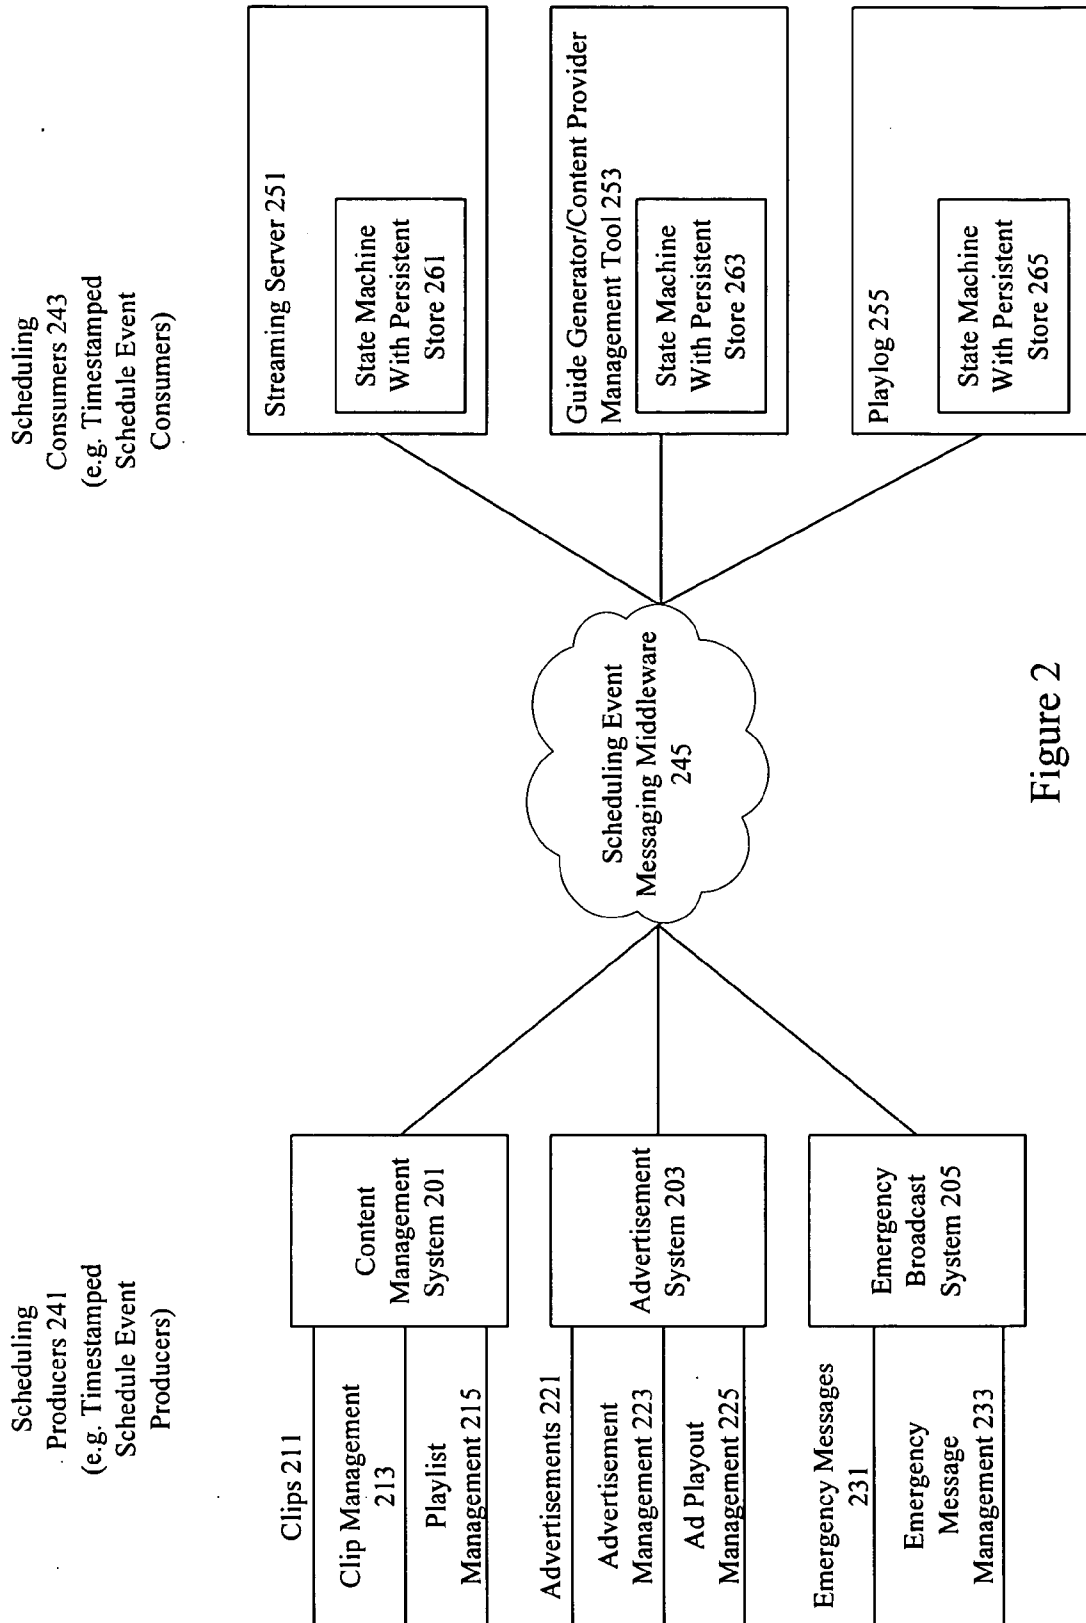 Scheduling
Producers 241
(e.g. Timestamped
Schedule Event
Producers)
Scheduling
Consumers 243
(e.g. Timestamped
Schedule Event
Consumers)
Clips 211
Clip Management
213
Playlist
Management 215
Content
Management
System 201
Advertisements 221
Advertisement
Management 223
Ad Playout
Management 225
Advertisement
System 203
Emergency Messages
231
Emergency
Message
Management 233
Emergency
Broadcast
System 205
Scheduling Event
Messaging Middleware
245
Streaming Server 251
State Machine
With Persistent
Store 261
Guide Generator/Content Provider
Management Tool 253
State Machine
With Persistent
Store 263
Playlog 255
State Machine
With Persistent
Store 265
Figure 2